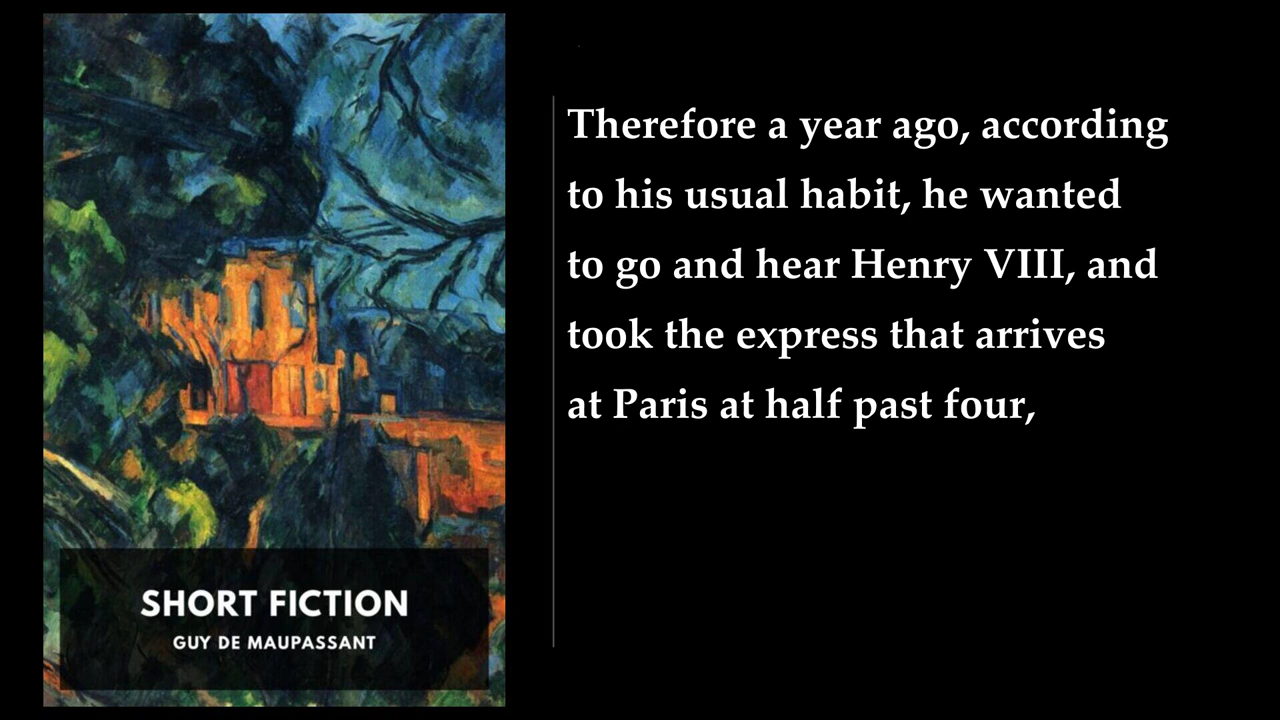 SHORT FICTION
GUY DE MAUPASSANT
Therefore a year ago, according
to his usual habit, he wanted
to go and hear Henry VIII, and
took the express that arrives
at Paris at half past four,